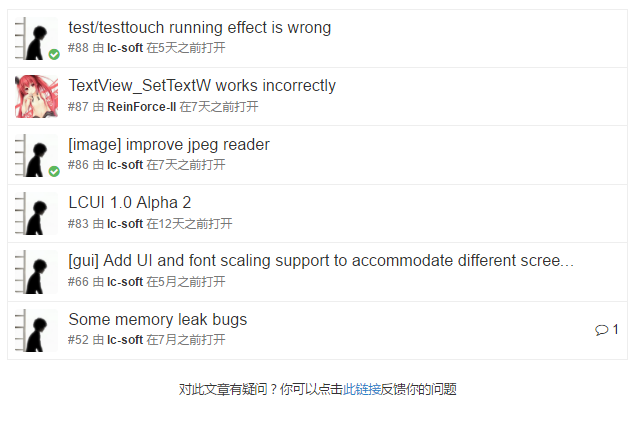 test/testtouch running effect is wrong
#88 由 lc-soft 在5天之前打开
TextView_SetTextW works incorrectly
#87 由 ReinForce-II 在7天之前打开
[image] improve jpeg reader
#86 由 lc-soft 在7天之前打开
LCUI 1.0 Alpha 2
#83 由 lc-soft 在12天之前打开
[gui] Add UI and font scaling support to accommodate different scree...
#66 由 lc-soft 在5月之前打开
Some memory leak bugs
1
#52 由 lc-soft 在7月之前打开
对此文章有疑问？你可以点击此链接反馈你的问题